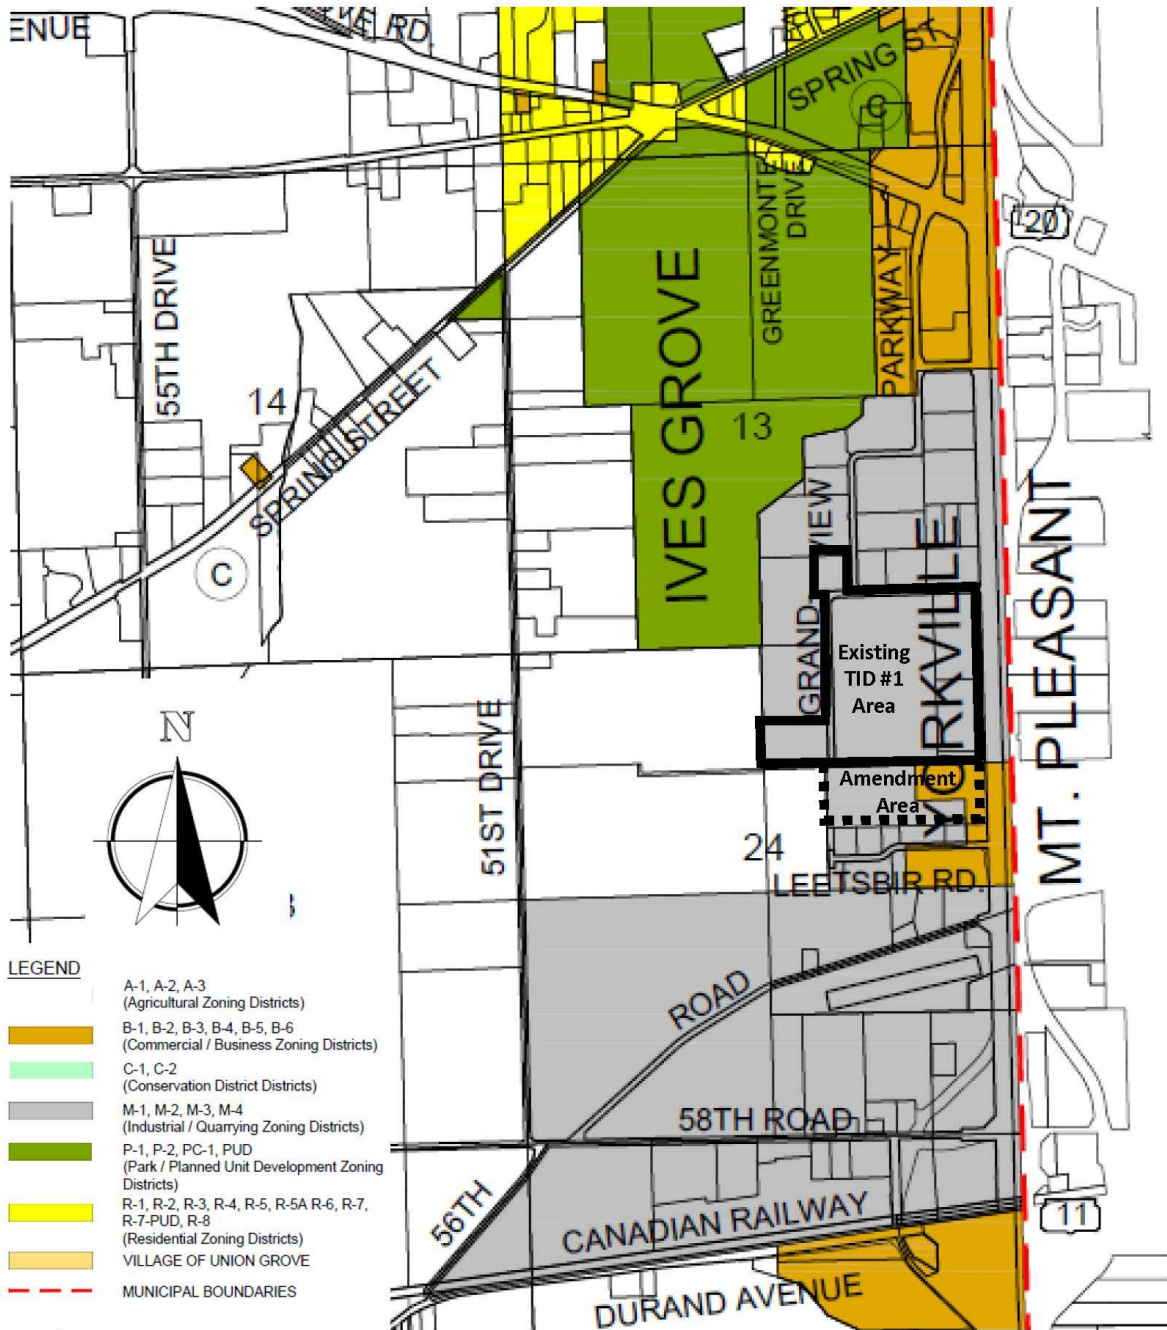 ENUE
RD.
SPRING ST
C
GREENMONTE
DRIVE
20
55TH DRIVE
IVES GROVE
PARKWAY
14
13
SPRING STREET
C
GRAND VIEW
YORKVILLE
MT. PLEASANT
Existing
TID #1
Area
N
51ST DRIVE
Amendment
Area
24
LEETSBIR RD.
LEGEND
A-1, A-2, A-3
(Agricultural Zoning Districts)
B-1, B-2, B-3, B-4, B-5, B-6
(Commercial / Business Zoning Districts)
C-1, C-2
(Conservation District Districts)
M-1, M-2, M-3, M-4
(Industrial / Quarrying Zoning Districts)
P-1, P-2, PC-1, PUD
(Park / Planned Unit Development Zoning
Districts)
R-1, R-2, R-3, R-4, R-5, R-5A R-6, R-7,
R-7-PUD, R-8
(Residential Zoning Districts)
VILLAGE OF UNION GROVE
MUNICIPAL BOUNDARIES
ROAD
58TH ROAD
56TH
CANADIAN RAILWAY
11
DURAND AVENUE